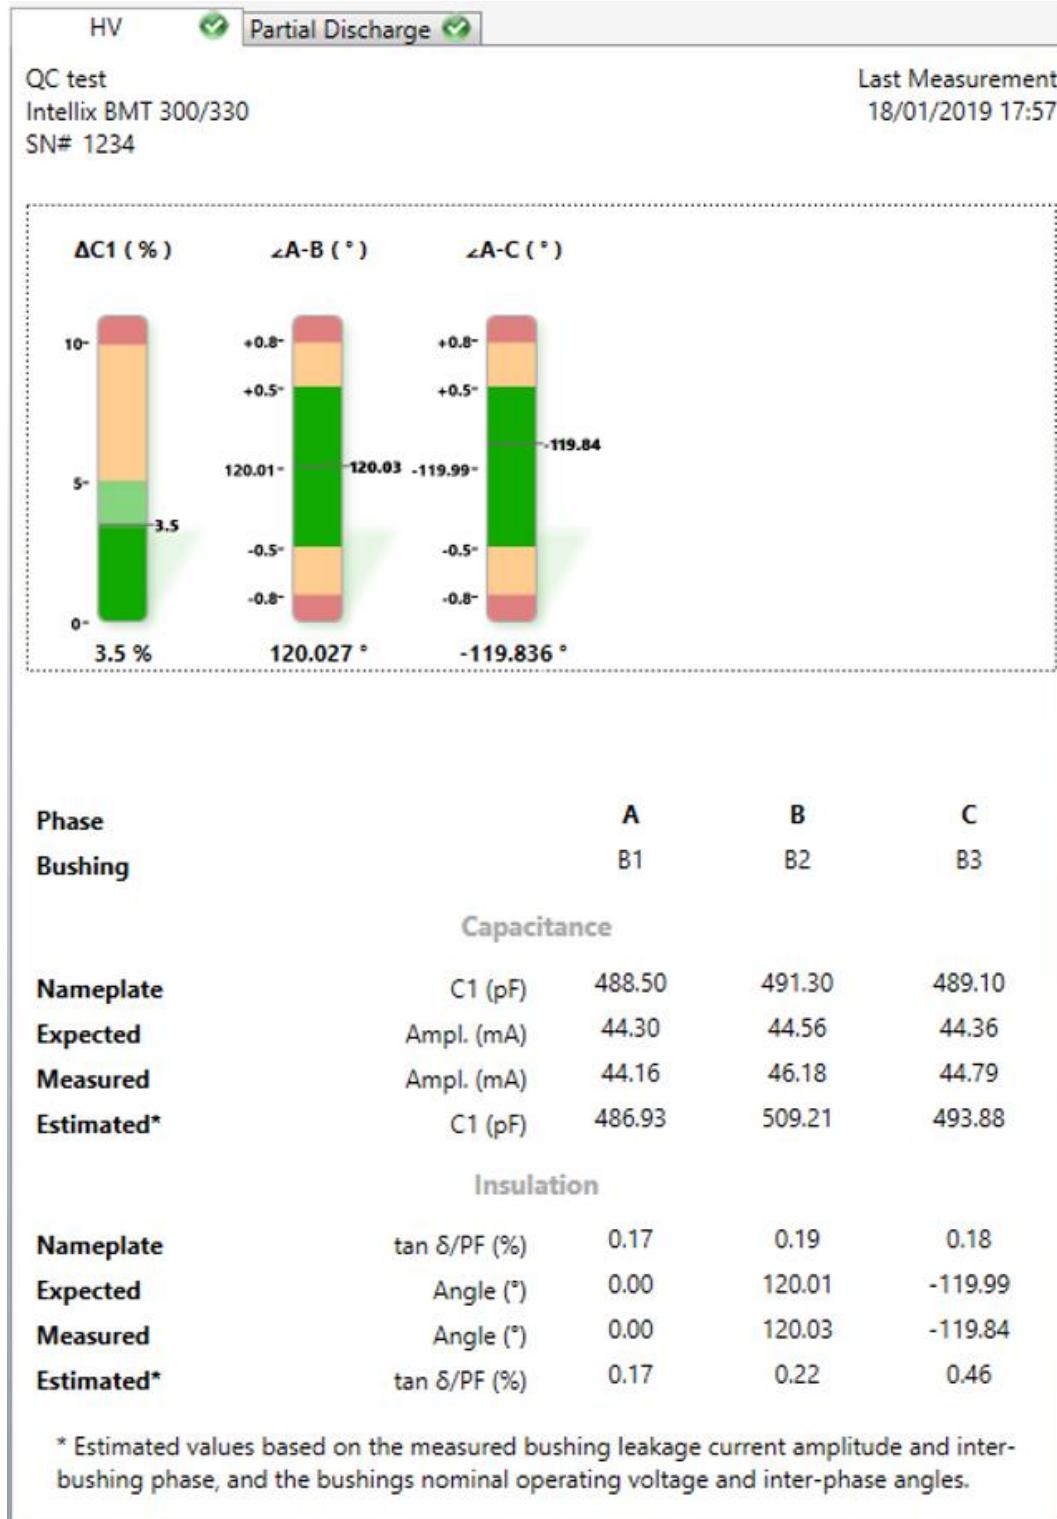 HV Partial Discharge
QC test
Intellix BMT 300/330
SN# 1234
Last Measurement
18/01/2019 17:57
ΔC1 ( % ) ∠A-B ( ° ) ∠A-C ( ° )
10-
5-
0-
3.5
3.5 %
+0.8-
+0.5-
120.01-
-0.5-
-0.8-
120.03
120.027 °
+0.8-
+0.5-
-119.99-
-0.5-
-0.8-
-119.84
-119.836 °
Phase A B C
Bushing B1 B2 B3
Capacitance
Nameplate C1 (pF) 488.50 491.30 489.10
Expected Ampl. (mA) 44.30 44.56 44.36
Measured Ampl. (mA) 44.16 46.18 44.79
Estimated* C1 (pF) 486.93 509.21 493.88
Insulation
Nameplate tan δ/PF (%) 0.17 0.19 0.18
Expected Angle (°) 0.00 120.01 -119.99
Measured Angle (°) 0.00 120.03 -119.84
Estimated* tan δ/PF (%) 0.17 0.22 0.46
* Estimated values based on the measured bushing leakage current amplitude and inter-
bushing phase, and the bushings nominal operating voltage and inter-phase angles.